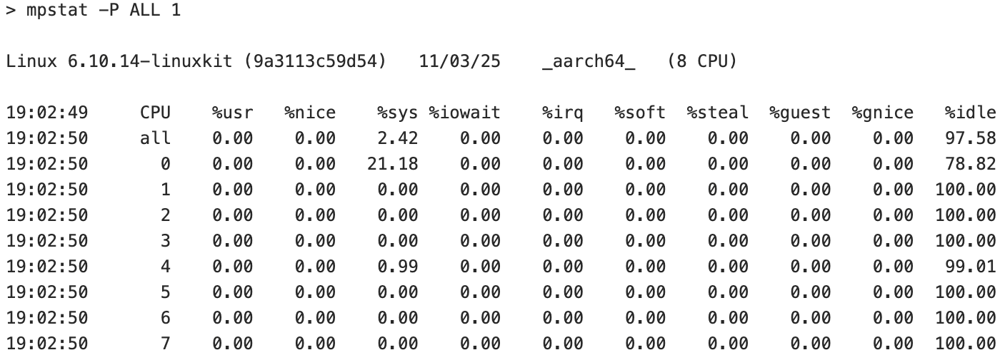 > mpstat -P ALL 1
Linux 6.10.14-linuxkit (9a3113c59d54)   11/03/25    _aarch64_   (8 CPU)
19:02:49     CPU    %usr   %nice    %sys %iowait    %irq   %soft  %steal  %guest  %gnice   %idle
19:02:50     all    0.00    0.00    2.42    0.00    0.00    0.00    0.00    0.00    0.00   97.58
19:02:50       0    0.00    0.00   21.18    0.00    0.00    0.00    0.00    0.00    0.00   78.82
19:02:50       1    0.00    0.00    0.00    0.00    0.00    0.00    0.00    0.00    0.00  100.00
19:02:50       2    0.00    0.00    0.00    0.00    0.00    0.00    0.00    0.00    0.00  100.00
19:02:50       3    0.00    0.00    0.00    0.00    0.00    0.00    0.00    0.00    0.00  100.00
19:02:50       4    0.00    0.00    0.99    0.00    0.00    0.00    0.00    0.00    0.00   99.01
19:02:50       5    0.00    0.00    0.00    0.00    0.00    0.00    0.00    0.00    0.00  100.00
19:02:50       6    0.00    0.00    0.00    0.00    0.00    0.00    0.00    0.00    0.00  100.00
19:02:50       7    0.00    0.00    0.00    0.00    0.00    0.00    0.00    0.00    0.00  100.00